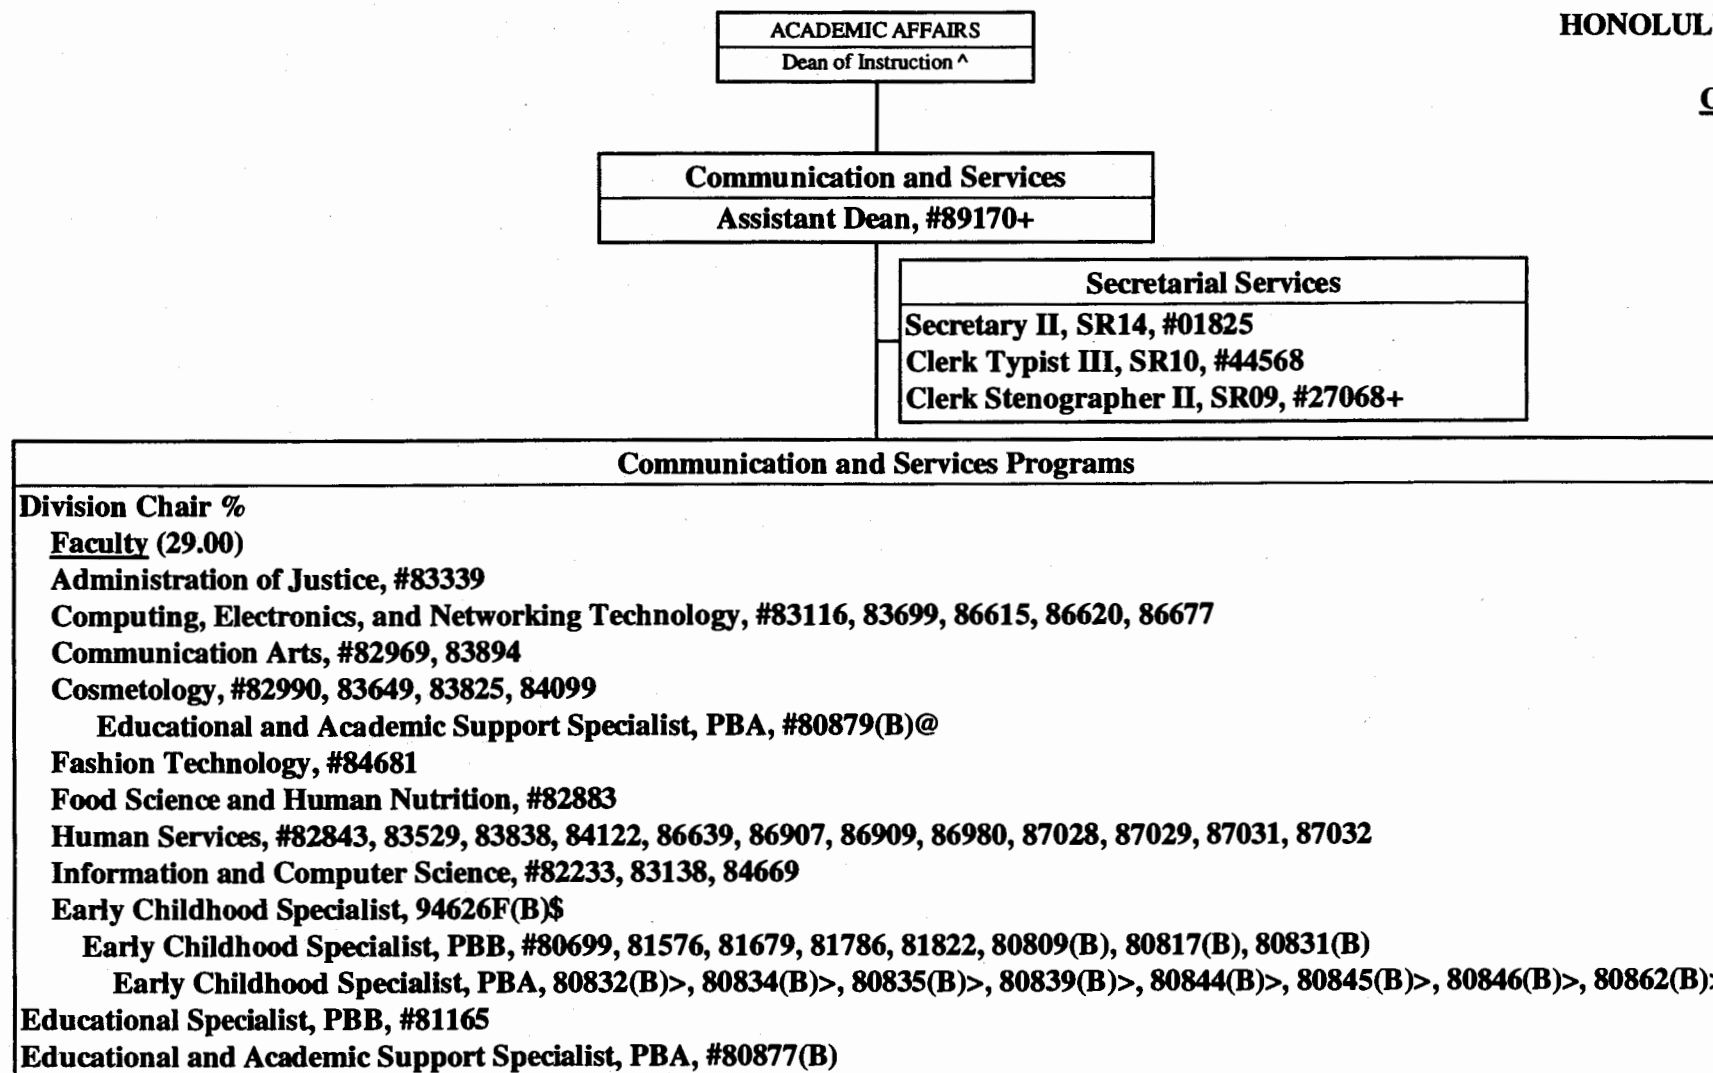 ACADEMIC AFFAIRS
Dean of Instruction ^
Communication and Services
Assistant Dean, #89170+
Secretarial Services
Secretary II, SR14, #01825
Clerk Typist III, SR10, #44568
Clerk Stenographer II, SR09, #27068+
Communication and Services Programs
Division Chair %
Faculty (29.00)
Administration of Justice, #83339
Computing, Electronics, and Networking Technology, #83116, 83699, 86615, 86620, 86677
Communication Arts, #82969, 83894
Cosmetology, #82990, 83649, 83825, 84099
Educational and Academic Support Specialist, PBA, #80879(B)@
Fashion Technology, #84681
Food Science and Human Nutrition, #82883
Human Services, #82843, 83529, 83838, 84122, 86639, 86907, 86909, 86980, 87028, 87029, 87031, 87032
Information and Computer Science, #82233, 83138, 84669
Early Childhood Specialist, 94626F(B)$
Early Childhood Specialist, PBB, #80699, 81576, 81679, 81786, 81822, 80809(B), 80817(B), 80831(B)
Early Childhood Specialist, PBA, 80832(B)>, 80834(B)>, 80835(B)>, 80839(B)>, 80844(B)>, 80845(B)>, 80846(B)>, 80862(B)
Educational Specialist, PBB, #81165
Educational and Academic Support Specialist, PBA, #80877(B)